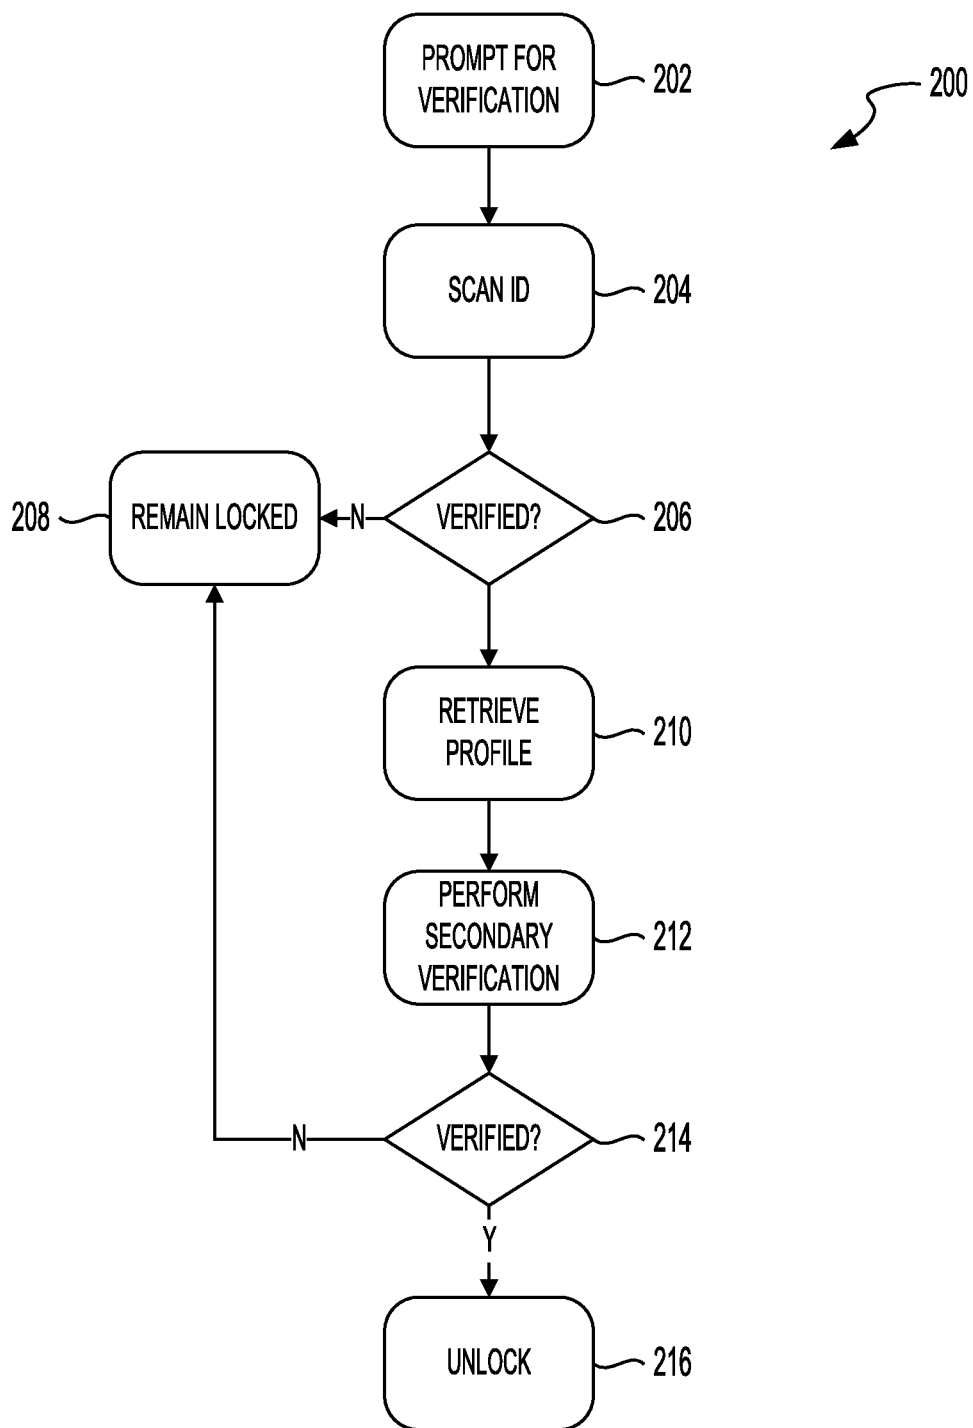 PROMPT FOR
VERIFICATION
202
200
SCAN ID
204
208
REMAIN LOCKED
N
VERIFIED?
206
RETRIEVE
PROFILE
210
PERFORM
SECONDARY
VERIFICATION
212
N
VERIFIED?
214
Y
UNLOCK
216